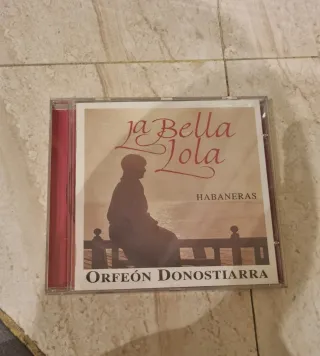 La Bella
Lola
HABANERAS
ORFEÓN DONOSTIARRA